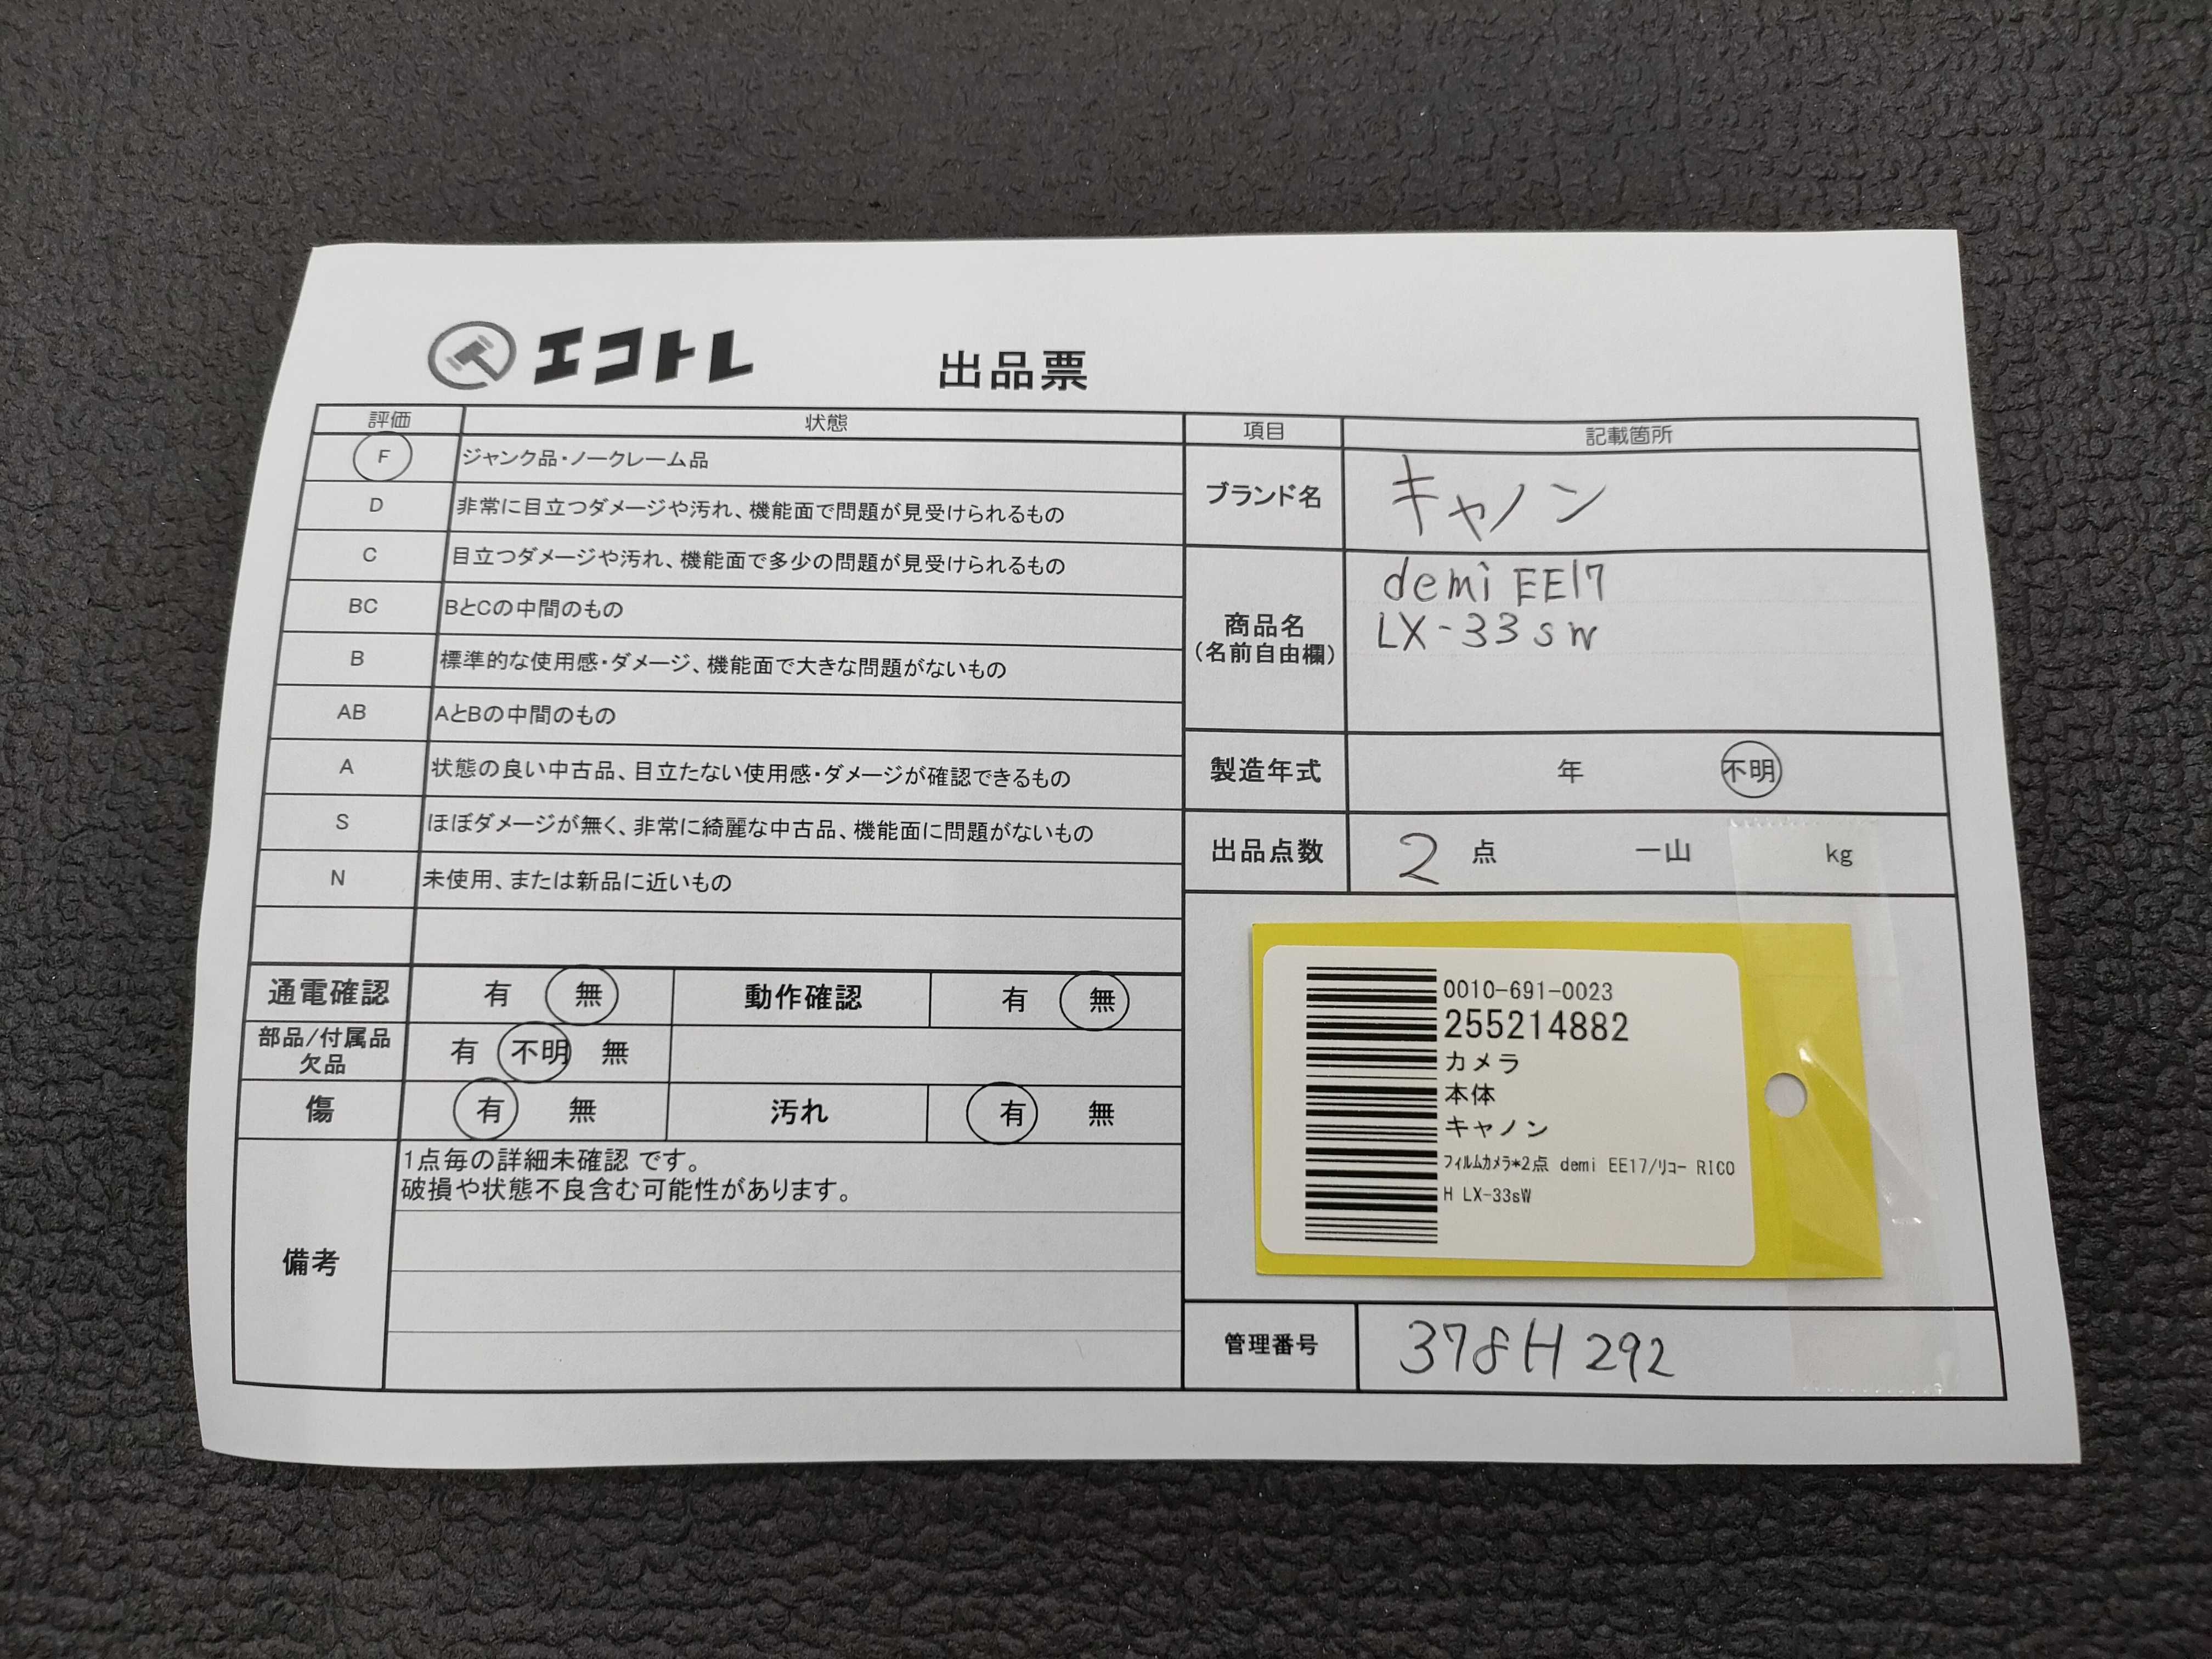 エコトレ
出品票
評価 状態
F ジャンク品・ノークレーム品
D 非常に目立つダメージや汚れ、機能面で問題が見受けられるもの
C 目立つダメージや汚れ、機能面で多少の問題が見受けられるもの
BC BとCの中間のもの
B 標準的な使用感・ダメージ、機能面で大きな問題がないもの
AB AとBの中間のもの
A 状態の良い中古品、目立たない使用感・ダメージが確認できるもの
S ほぼダメージが無く、非常に綺麗な中古品、機能面に問題がないもの
N 未使用、または新品に近いもの
通電確認 有 無 動作確認 有 無
部品/付属品
欠品 有 不明 無
傷 有 無 汚れ 有 無
備考
1点毎の詳細未確認 です。
破損や状態不良含む可能性があります。
項目 記載箇所
ブランド名 キャノン
商品名
(名前自由欄)
demi EE17
LX-33sw
製造年式 年 不明
出品点数 2 点 一山 kg
0010-691-0023
255214882
カメラ
本体
キャノン
フィルムカメラ*2点 demi EE17/リコー RICO
H LX-33sW
管理番号 378H 292